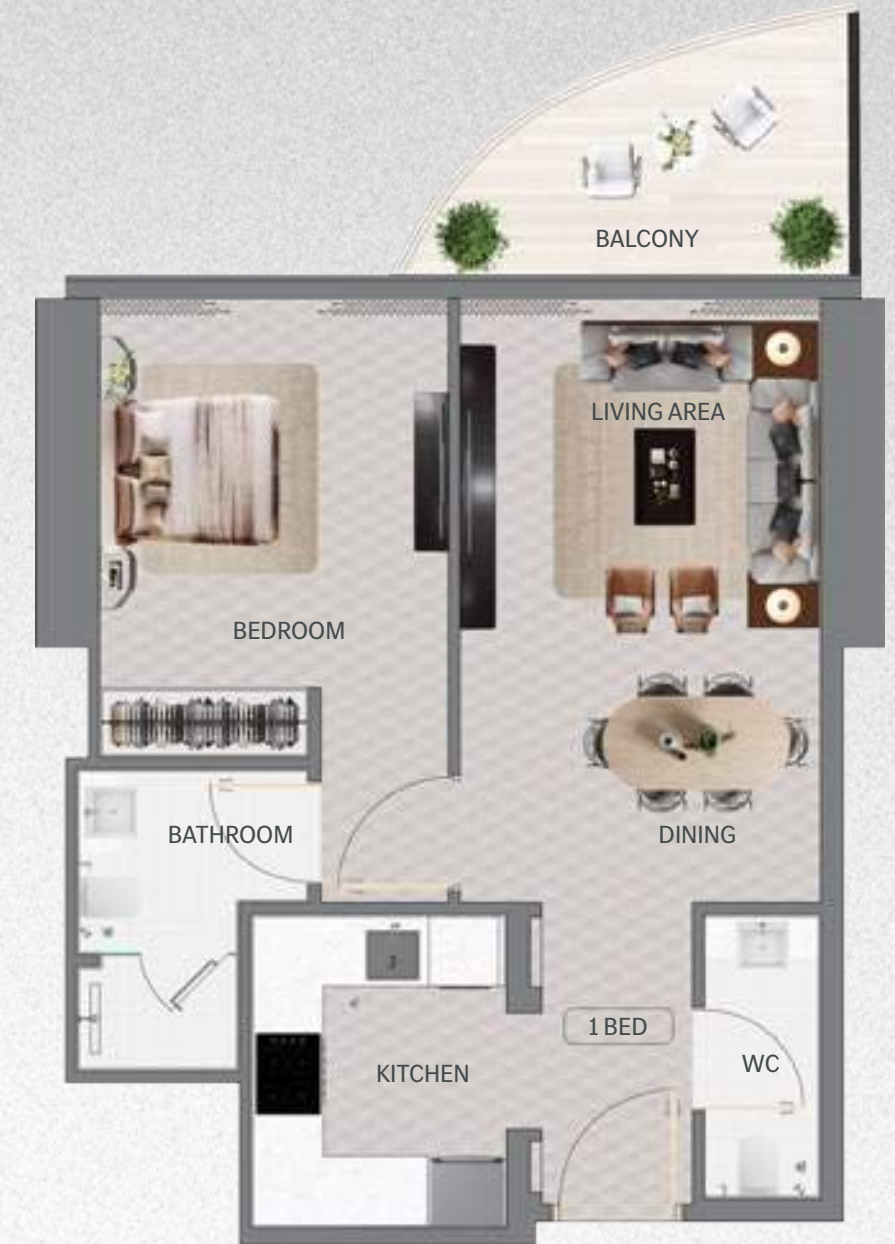 BALCONY
LIVING AREA
BEDROOM
BATHROOM
DINING
1 BED
KITCHEN
WC